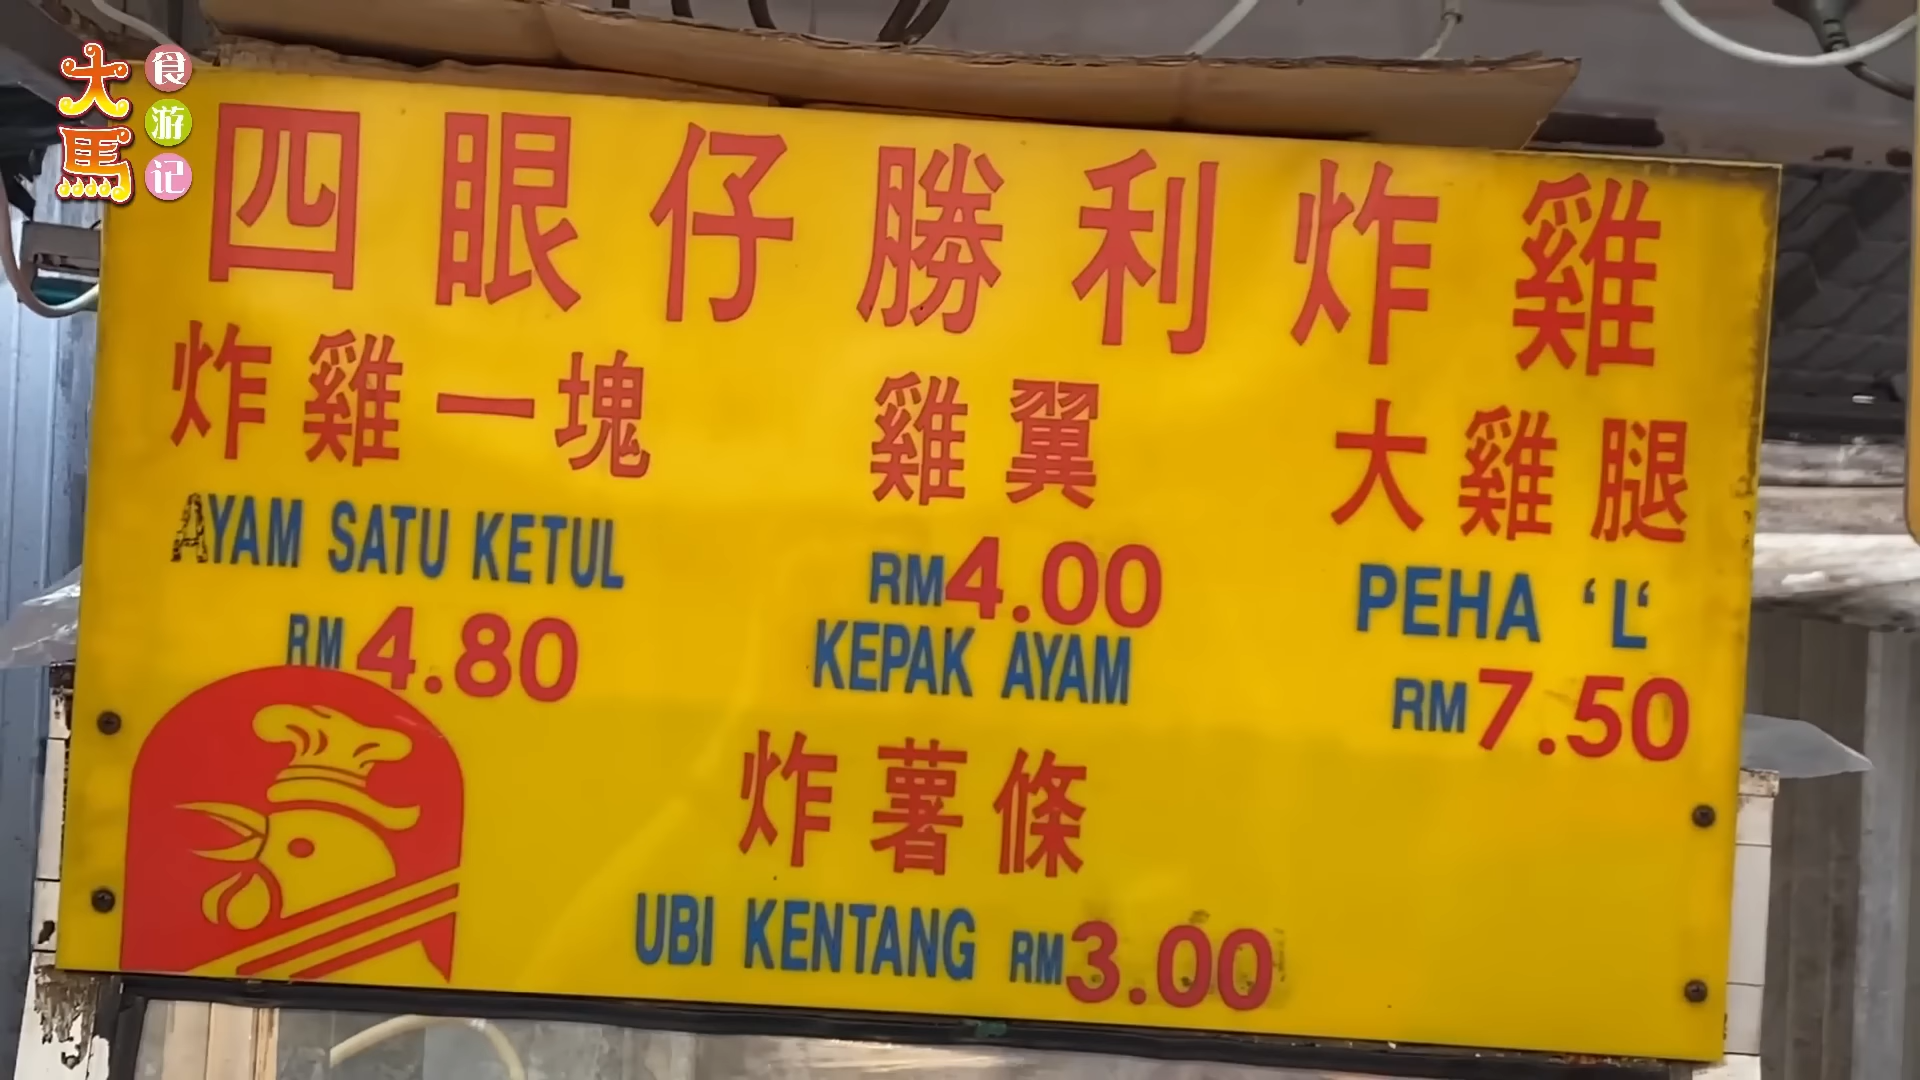 大馬
食游记
四眼仔勝利炸雞
炸雞一塊
AYAM SATU KETUL
RM4.80
雞翼
RM4.00
KEPAK AYAM
大雞腿
PEHA ‘L‘
RM7.50
炸薯條
UBI KENTANG RM3.00